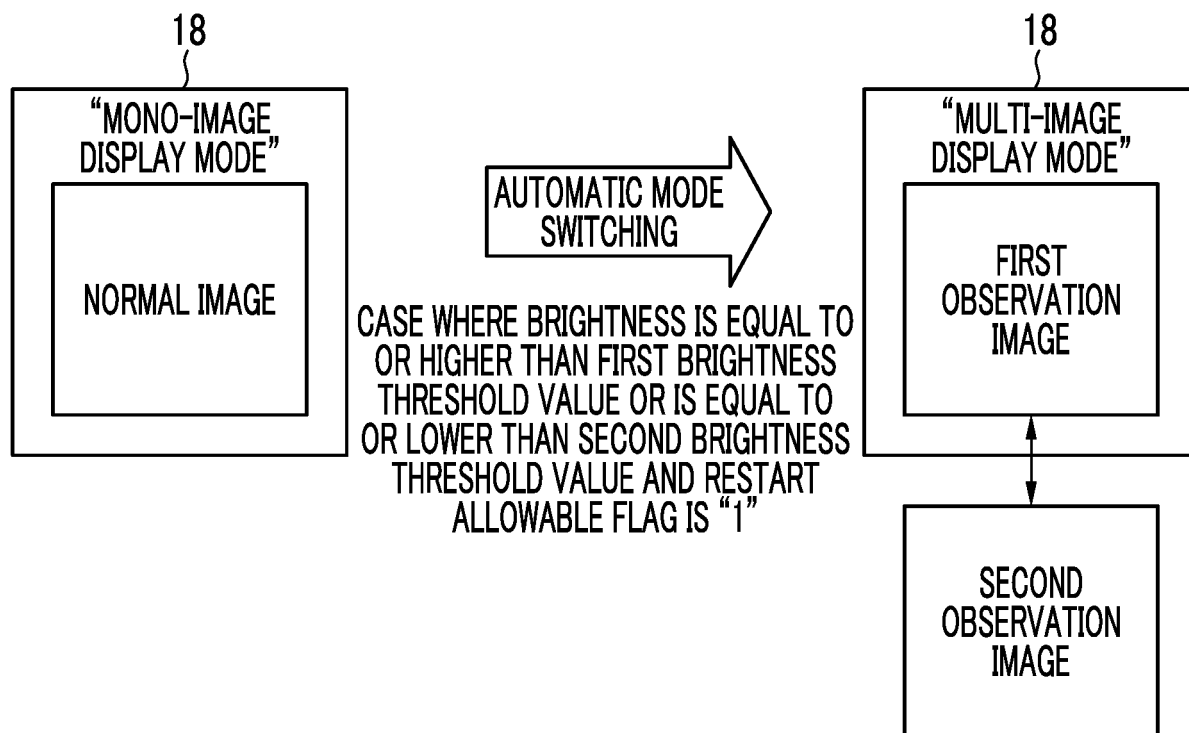 18
“MONO-IMAGE
DISPLAY MODE”
NORMAL IMAGE
AUTOMATIC MODE
SWITCHING
CASE WHERE BRIGHTNESS IS EQUAL TO
OR HIGHER THAN FIRST BRIGHTNESS
THRESHOLD VALUE OR IS EQUAL TO
OR LOWER THAN SECOND BRIGHTNESS
THRESHOLD VALUE AND RESTART
ALLOWABLE FLAG IS “1”
18
“MULTI-IMAGE
DISPLAY MODE”
FIRST
OBSERVATION
IMAGE
SECOND
OBSERVATION
IMAGE